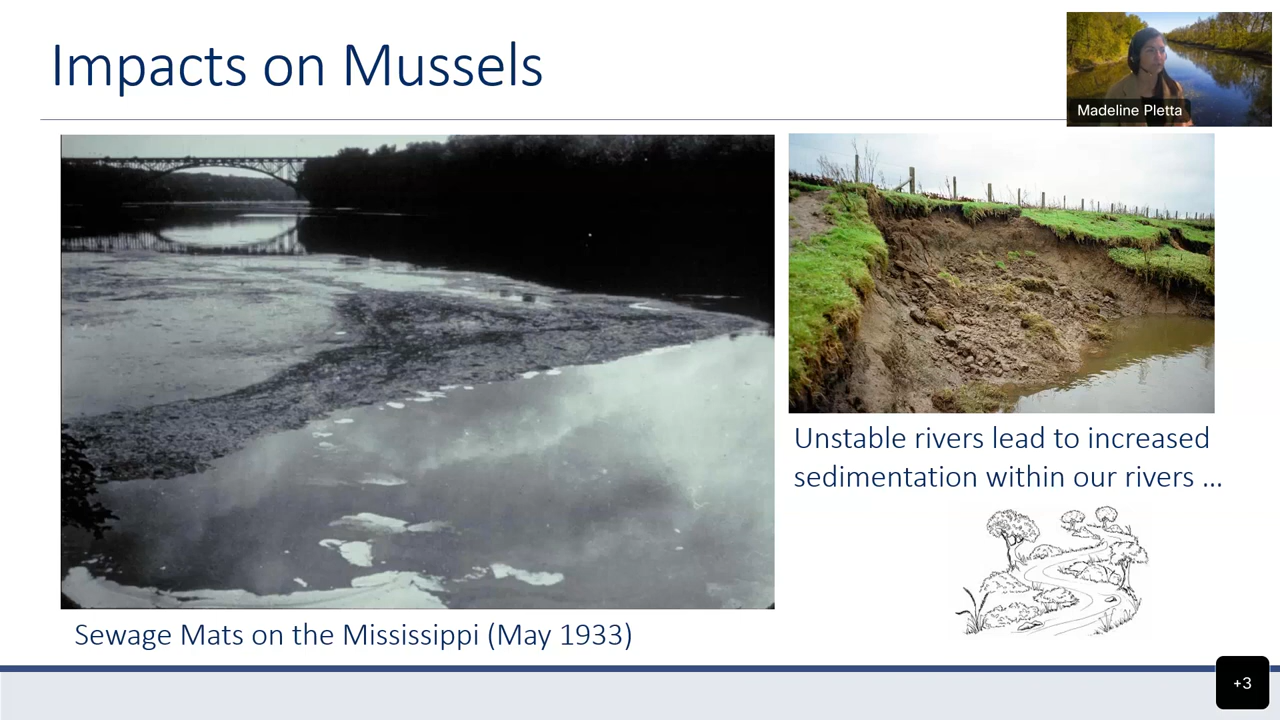 Impacts on Mussels
Madeline Pletta
Unstable rivers lead to increased
sedimentation within our rivers ...
Sewage Mats on the Mississippi (May 1933)
+3